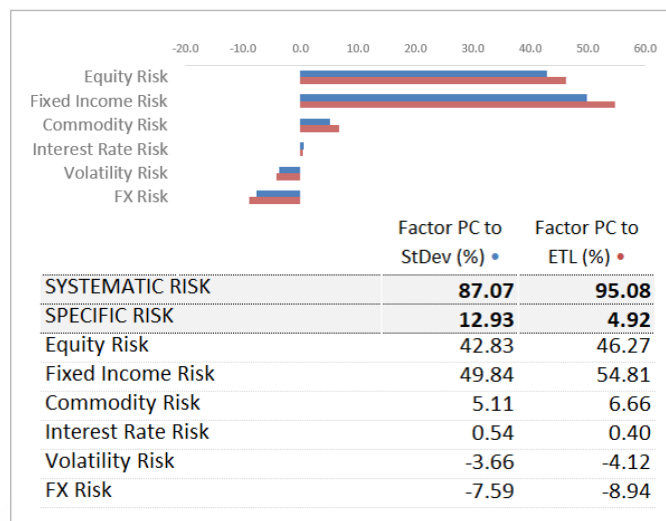 -20.0 -10.0 0.0 10.0 20.0 30.0 40.0 50.0 60.0
Equity Risk
Fixed Income Risk
Commodity Risk
Interest Rate Risk
Volatility Risk
FX Risk
Factor PC to Factor PC to
StDev (%) • ETL (%) •
SYSTEMATIC RISK 87.07 95.08
SPECIFIC RISK 12.93 4.92
Equity Risk 42.83 46.27
Fixed Income Risk 49.84 54.81
Commodity Risk 5.11 6.66
Interest Rate Risk 0.54 0.40
Volatility Risk -3.66 -4.12
FX Risk -7.59 -8.94